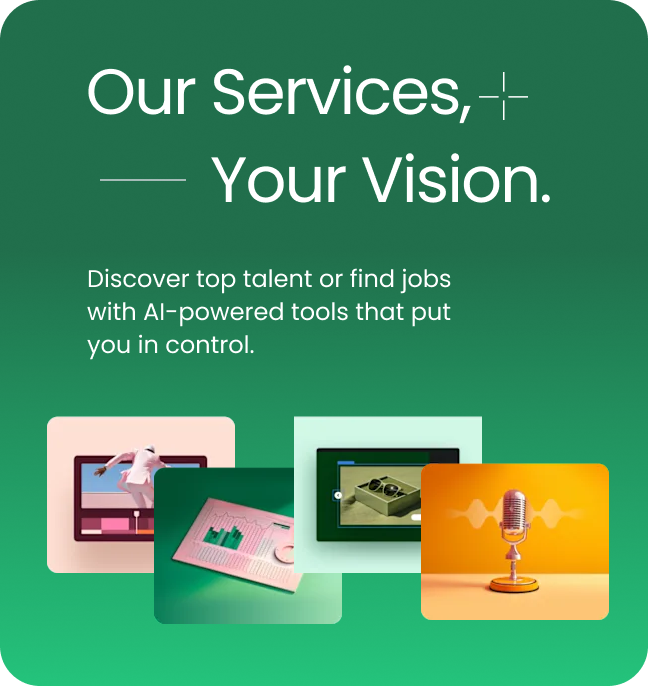 Our Services,
Your Vision.
Discover top talent or find jobs
with AI-powered tools that put
you in control.